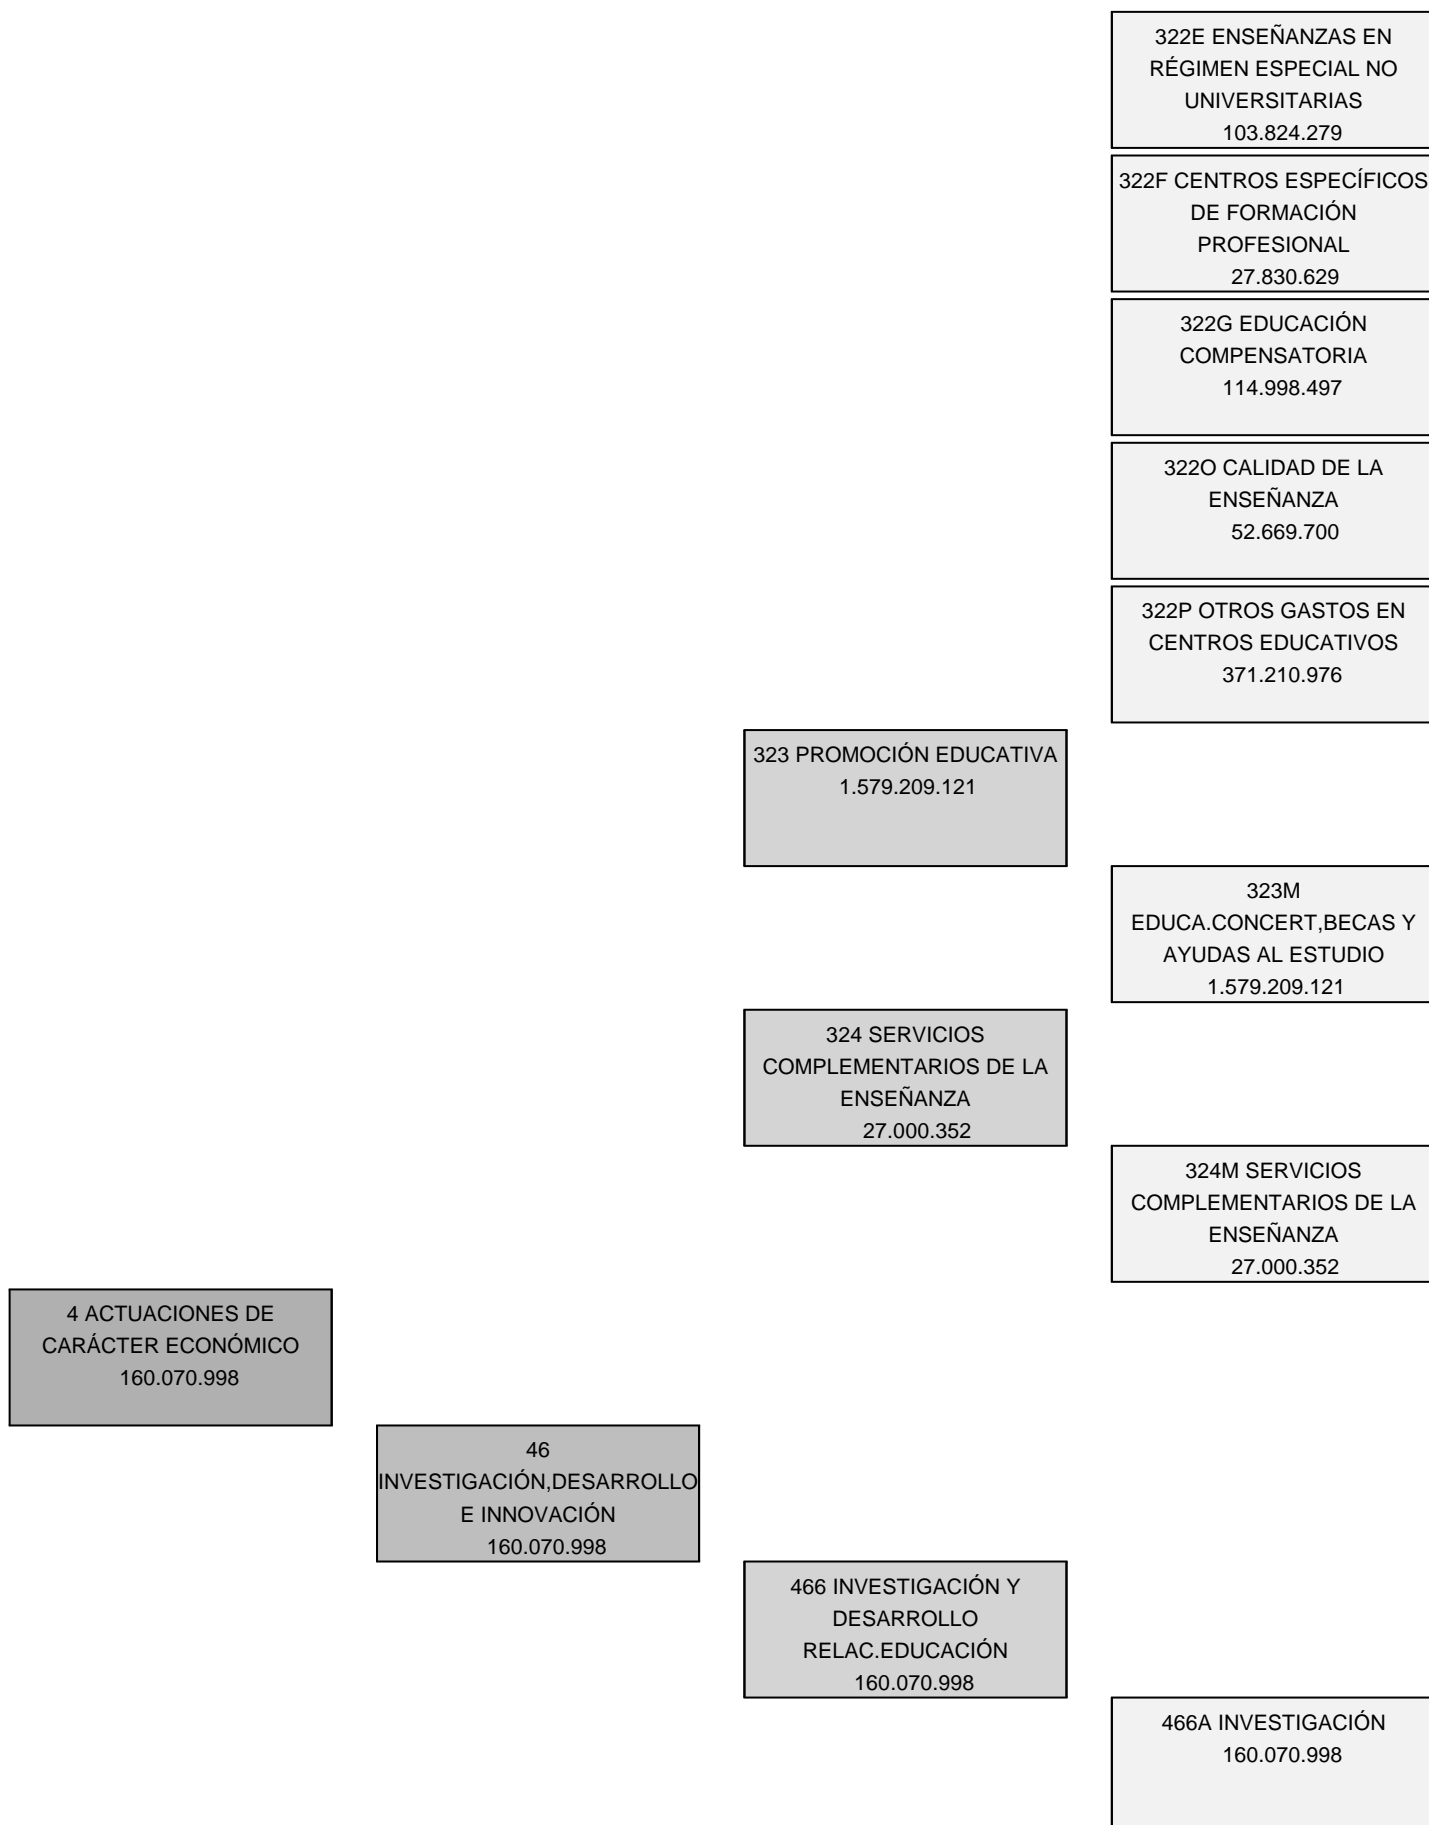 322E ENSEÑANZAS EN
RÉGIMEN ESPECIAL NO
UNIVERSITARIAS
103.824.279
322F CENTROS ESPECÍFICOS
DE FORMACIÓN
PROFESIONAL
27.830.629
322G EDUCACIÓN
COMPENSATORIA
114.998.497
322O CALIDAD DE LA
ENSEÑANZA
52.669.700
322P OTROS GASTOS EN
CENTROS EDUCATIVOS
371.210.976
323 PROMOCIÓN EDUCATIVA
1.579.209.121
323M
EDUCA.CONCERT,BECAS Y
AYUDAS AL ESTUDIO
1.579.209.121
324 SERVICIOS
COMPLEMENTARIOS DE LA
ENSEÑANZA
27.000.352
324M SERVICIOS
COMPLEMENTARIOS DE LA
ENSEÑANZA
27.000.352
4 ACTUACIONES DE
CARÁCTER ECONÓMICO
160.070.998
46
INVESTIGACIÓN,DESARROLLO
E INNOVACIÓN
160.070.998
466 INVESTIGACIÓN Y
DESARROLLO
RELAC.EDUCACIÓN
160.070.998
466A INVESTIGACIÓN
160.070.998